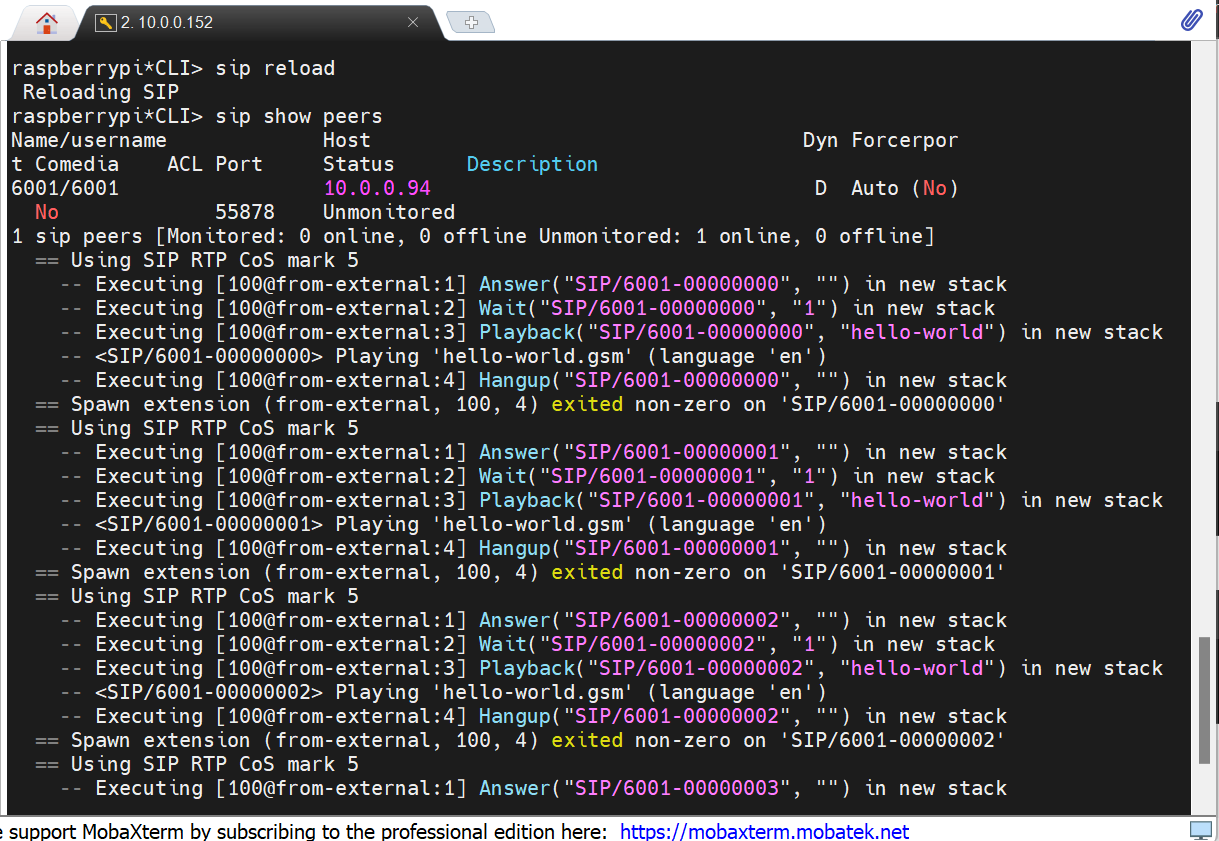 2. 10.0.0.152
raspberrypi*CLI> sip reload
 Reloading SIP
raspberrypi*CLI> sip show peers
Name/username             Host                                    Dyn Forcerpor
t Comedia    ACL Port     Status      Description
6001/6001                 10.0.0.94                                D  Auto (No)
  No             55878    Unmonitored
1 sip peers [Monitored: 0 online, 0 offline Unmonitored: 1 online, 0 offline]
  == Using SIP RTP CoS mark 5
    -- Executing [100@from-external:1] Answer("SIP/6001-00000000", "") in new stack
    -- Executing [100@from-external:2] Wait("SIP/6001-00000000", "1") in new stack
    -- Executing [100@from-external:3] Playback("SIP/6001-00000000", "hello-world") in new stack
    -- <SIP/6001-00000000> Playing 'hello-world.gsm' (language 'en')
    -- Executing [100@from-external:4] Hangup("SIP/6001-00000000", "") in new stack
  == Spawn extension (from-external, 100, 4) exited non-zero on 'SIP/6001-00000000'
  == Using SIP RTP CoS mark 5
    -- Executing [100@from-external:1] Answer("SIP/6001-00000001", "") in new stack
    -- Executing [100@from-external:2] Wait("SIP/6001-00000001", "1") in new stack
    -- Executing [100@from-external:3] Playback("SIP/6001-00000001", "hello-world") in new stack
    -- <SIP/6001-00000001> Playing 'hello-world.gsm' (language 'en')
    -- Executing [100@from-external:4] Hangup("SIP/6001-00000001", "") in new stack
  == Spawn extension (from-external, 100, 4) exited non-zero on 'SIP/6001-00000001'
  == Using SIP RTP CoS mark 5
    -- Executing [100@from-external:1] Answer("SIP/6001-00000002", "") in new stack
    -- Executing [100@from-external:2] Wait("SIP/6001-00000002", "1") in new stack
    -- Executing [100@from-external:3] Playback("SIP/6001-00000002", "hello-world") in new stack
    -- <SIP/6001-00000002> Playing 'hello-world.gsm' (language 'en')
    -- Executing [100@from-external:4] Hangup("SIP/6001-00000002", "") in new stack
  == Spawn extension (from-external, 100, 4) exited non-zero on 'SIP/6001-00000002'
  == Using SIP RTP CoS mark 5
    -- Executing [100@from-external:1] Answer("SIP/6001-00000003", "") in new stack
support MobaXterm by subscribing to the professional edition here: https://mobaxterm.mobatek.net